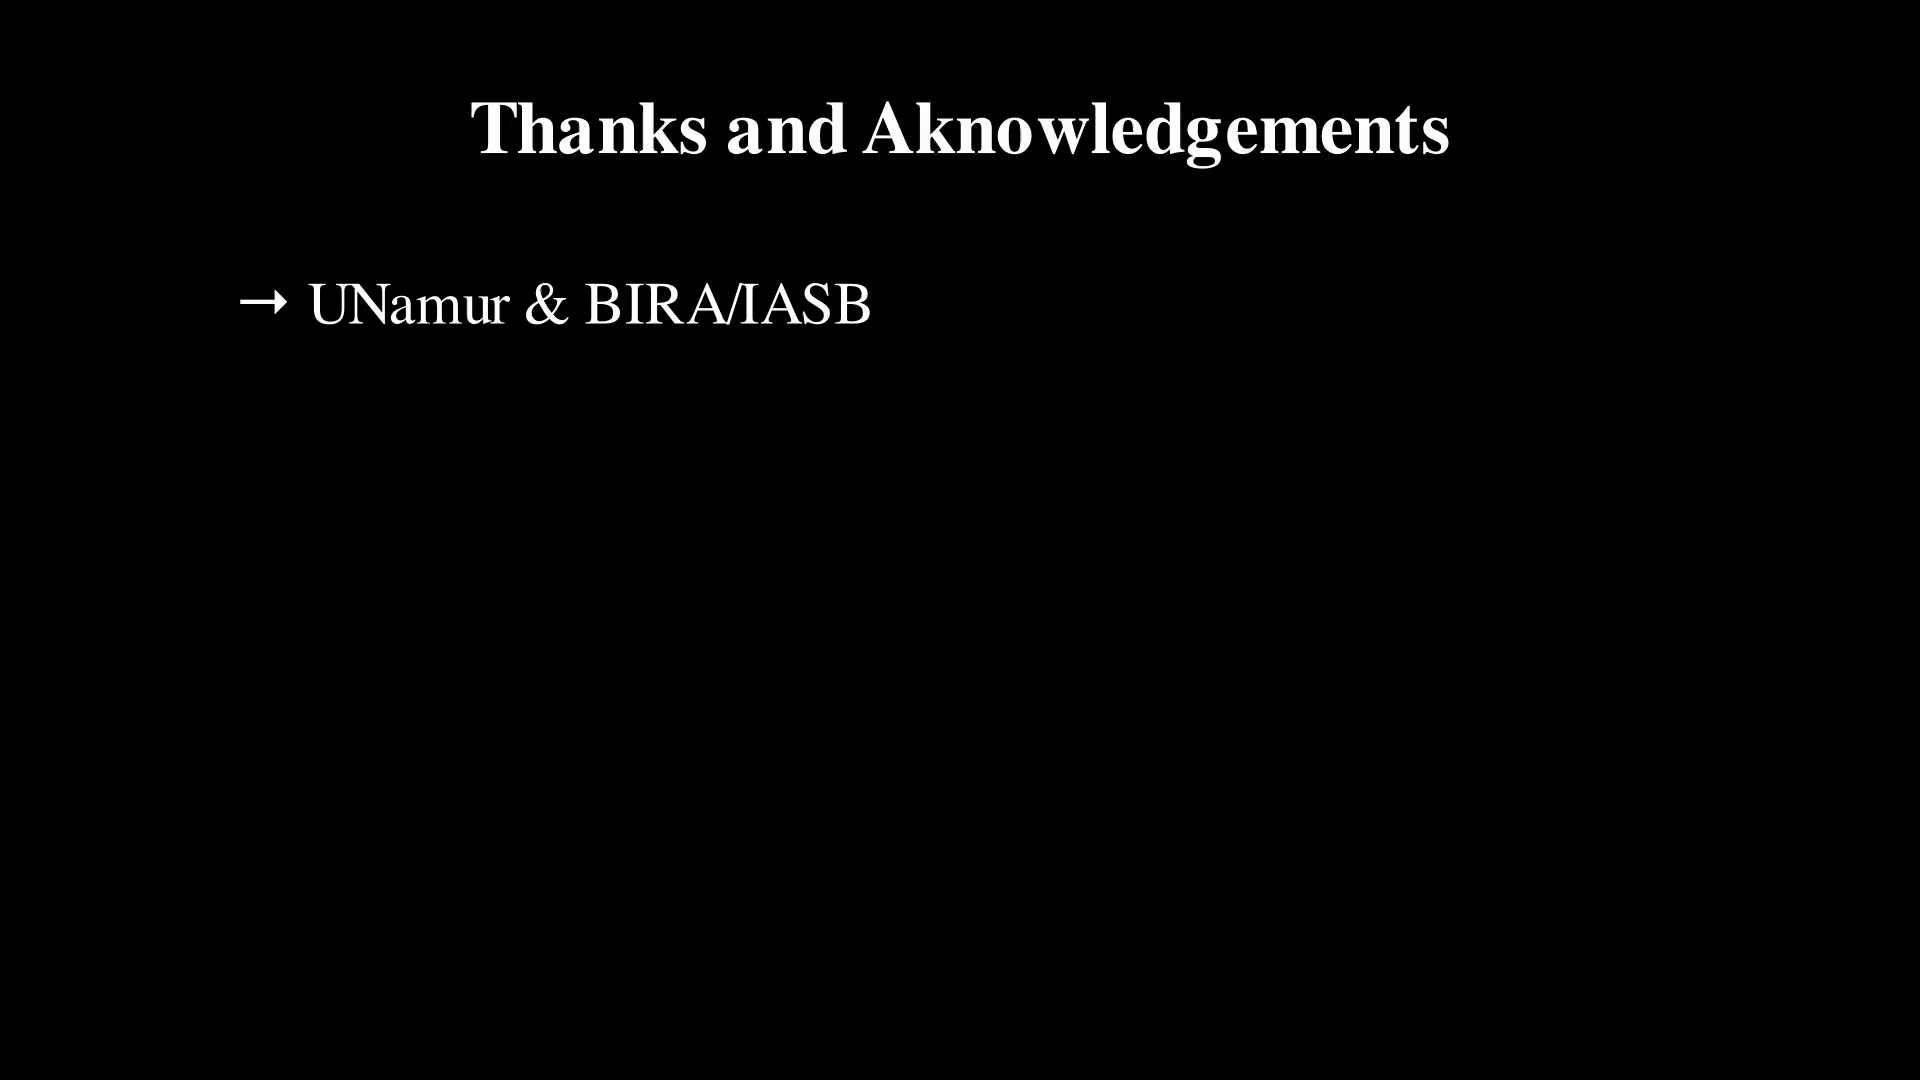 Thanks and Aknowledgements
→ UNamur & BIRA/IASB